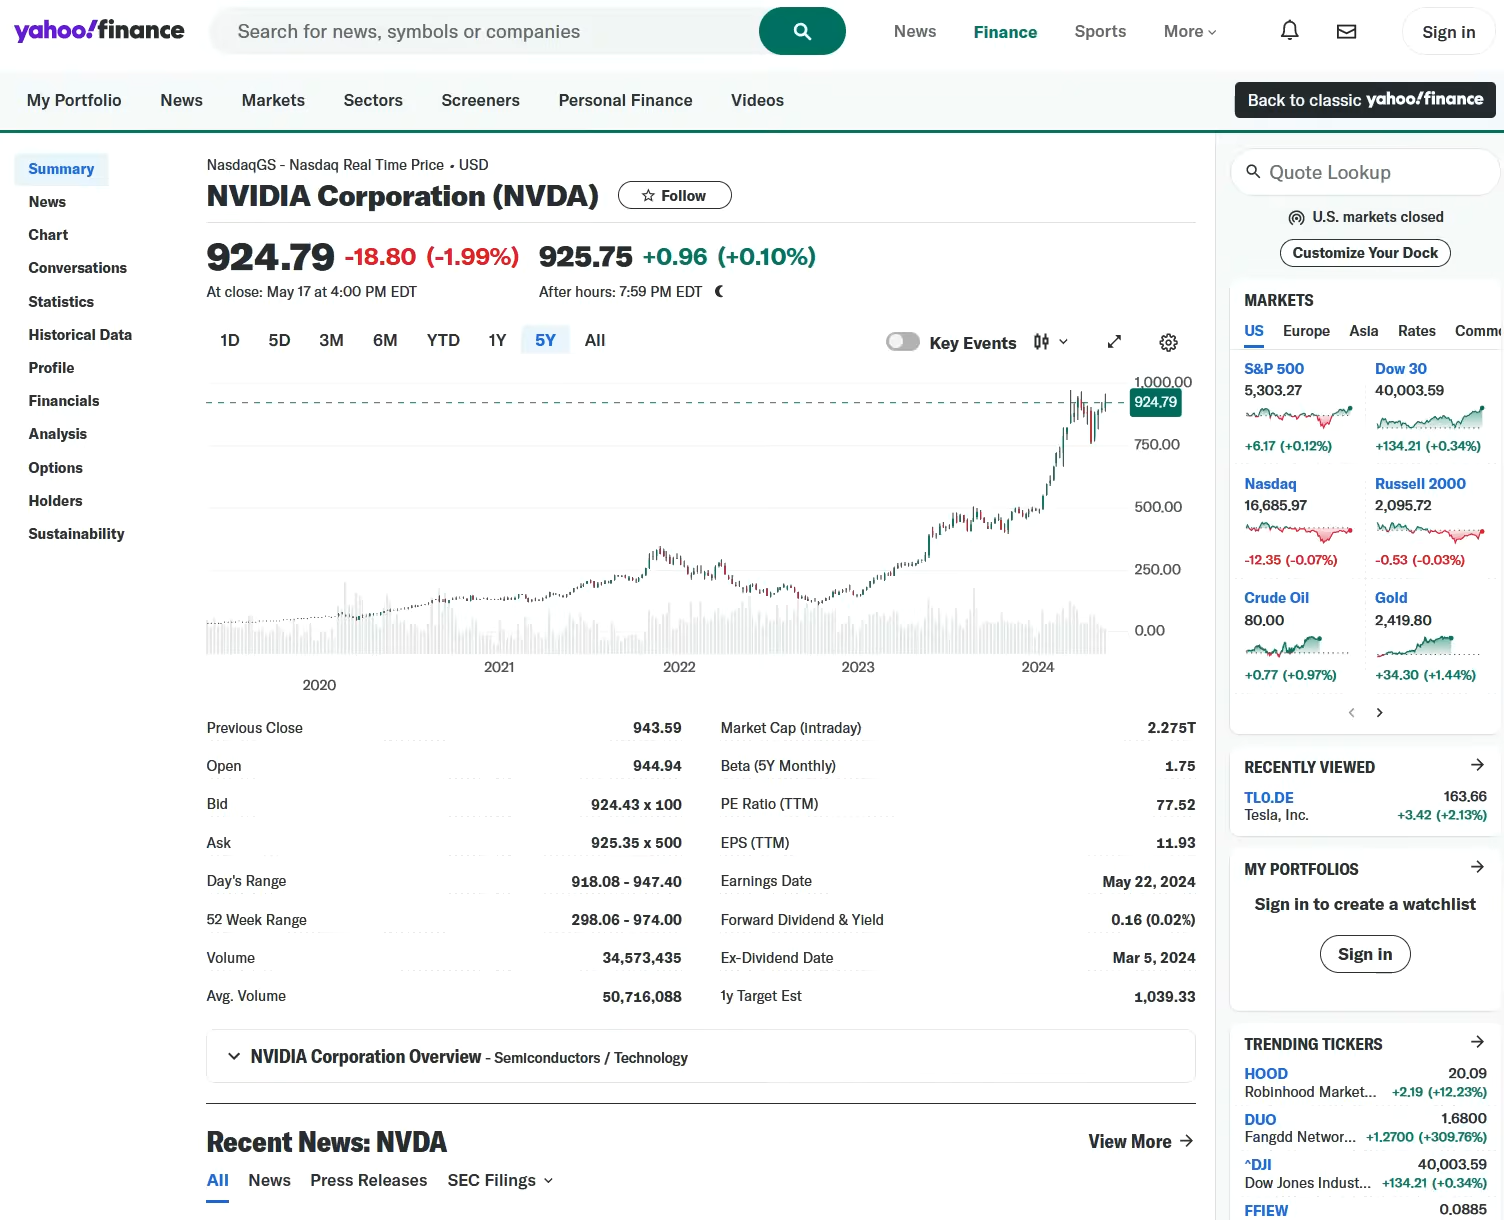 yahoo!finance
Search for news, symbols or companies
News Finance Sports More
Sign in
My Portfolio News Markets Sectors Screeners Personal Finance Videos
Back to classic yahoo!finance
Summary
News
Chart
Conversations
Statistics
Historical Data
Profile
Financials
Analysis
Options
Holders
Sustainability
NasdaqGS - Nasdaq Real Time Price • USD
NVIDIA Corporation (NVDA)
Follow
924.79 -18.80 (-1.99%) 925.75 +0.96 (+0.10%)
At close: May 17 at 4:00 PM EDT After hours: 7:59 PM EDT
1D 5D 3M 6M YTD 1Y 5Y All
Key Events
1,000.00
924.79
750.00
500.00
250.00
0.00
2020 2021 2022 2023 2024
Previous Close 943.59
Open 944.94
Bid 924.43 x 100
Ask 925.35 x 500
Day's Range 918.08 - 947.40
52 Week Range 298.06 - 974.00
Volume 34,573,435
Avg. Volume 50,716,088
Market Cap (intraday) 2.275T
Beta (5Y Monthly) 1.75
PE Ratio (TTM) 77.52
EPS (TTM) 11.93
Earnings Date May 22, 2024
Forward Dividend & Yield 0.16 (0.02%)
Ex-Dividend Date Mar 5, 2024
1y Target Est 1,039.33
NVIDIA Corporation Overview - Semiconductors / Technology
Recent News: NVDA
View More
All News Press Releases SEC Filings
Quote Lookup
U.S. markets closed
Customize Your Dock
MARKETS
US Europe Asia Rates Comm
S&P 500 Dow 30
5,303.27 40,003.59
+6.17 (+0.12%) +134.21 (+0.34%)
Nasdaq Russell 2000
16,685.97 2,095.72
-12.35 (-0.07%) -0.53 (-0.03%)
Crude Oil Gold
80.00 2,419.80
+0.77 (+0.97%) +34.30 (+1.44%)
RECENTLY VIEWED
TL0.DE 163.66
Tesla, Inc. +3.42 (+2.13%)
MY PORTFOLIOS
Sign in to create a watchlist
Sign in
TRENDING TICKERS
HOOD 20.09
Robinhood Market... +2.19 (+12.23%)
DUO 1.6800
Fangdd Networ... +1.2700 (+309.76%)
^DJI 40,003.59
Dow Jones Indust... +134.21 (+0.34%)
FFIEW 0.0885